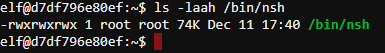 elf@d7df796e80ef:~$ ls -laah /bin/nsh
-rwxrwxrwx 1 root root 74K Dec 11 17:40 /bin/nsh
elf@d7df796e80ef:~$